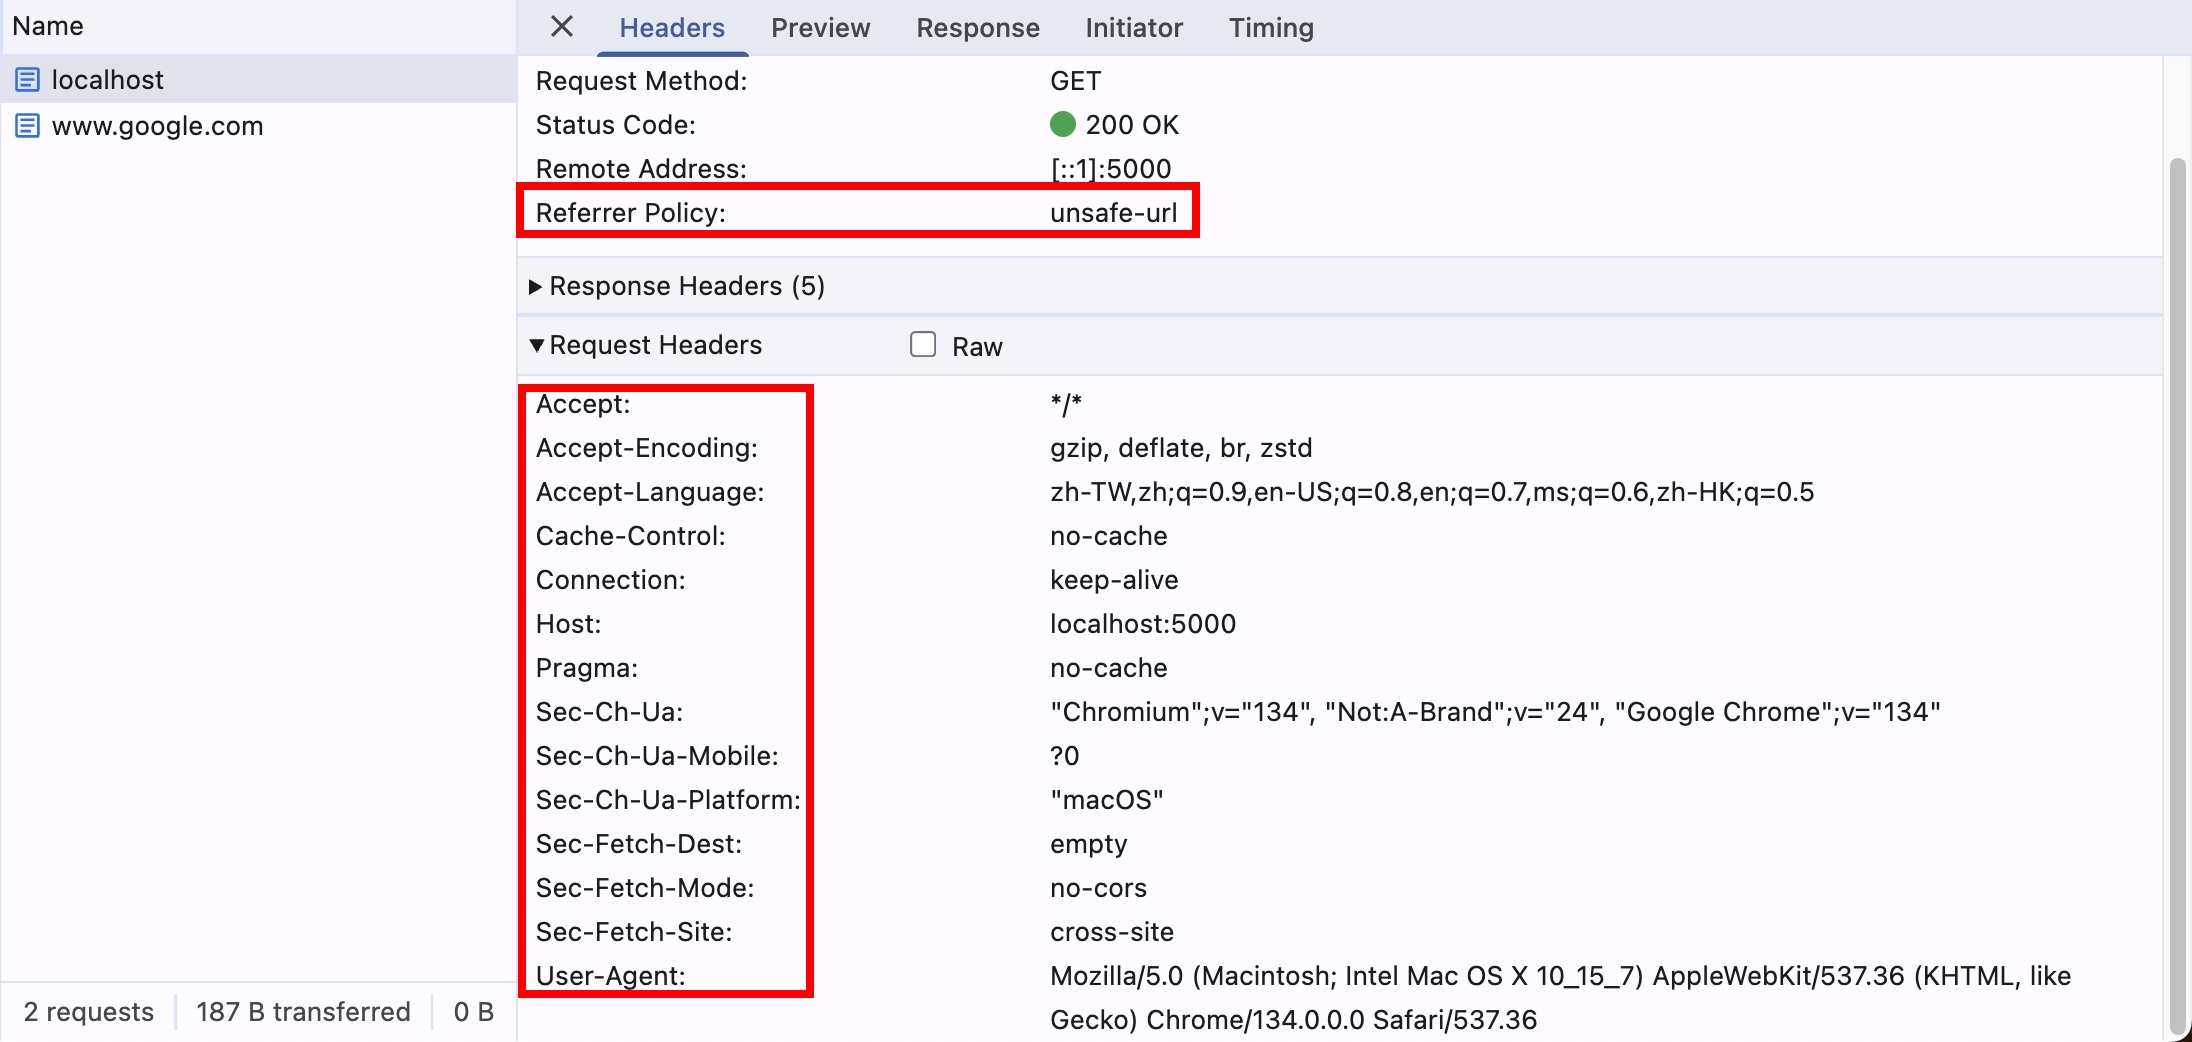 Name
localhost
www.google.com
2 requests 187 B transferred 0 B
Headers Preview Response Initiator Timing
Request Method: GET
Status Code: 200 OK
Remote Address: [::1]:5000
Referrer Policy: unsafe-url
Response Headers (5)
Request Headers Raw
Accept: */*
Accept-Encoding: gzip, deflate, br, zstd
Accept-Language: zh-TW,zh;q=0.9,en-US;q=0.8,en;q=0.7,ms;q=0.6,zh-HK;q=0.5
Cache-Control: no-cache
Connection: keep-alive
Host: localhost:5000
Pragma: no-cache
Sec-Ch-Ua: "Chromium";v="134", "Not:A-Brand";v="24", "Google Chrome";v="134"
Sec-Ch-Ua-Mobile: ?0
Sec-Ch-Ua-Platform: "macOS"
Sec-Fetch-Dest: empty
Sec-Fetch-Mode: no-cors
Sec-Fetch-Site: cross-site
User-Agent: Mozilla/5.0 (Macintosh; Intel Mac OS X 10_15_7) AppleWebKit/537.36 (KHTML, like
Gecko) Chrome/134.0.0.0 Safari/537.36